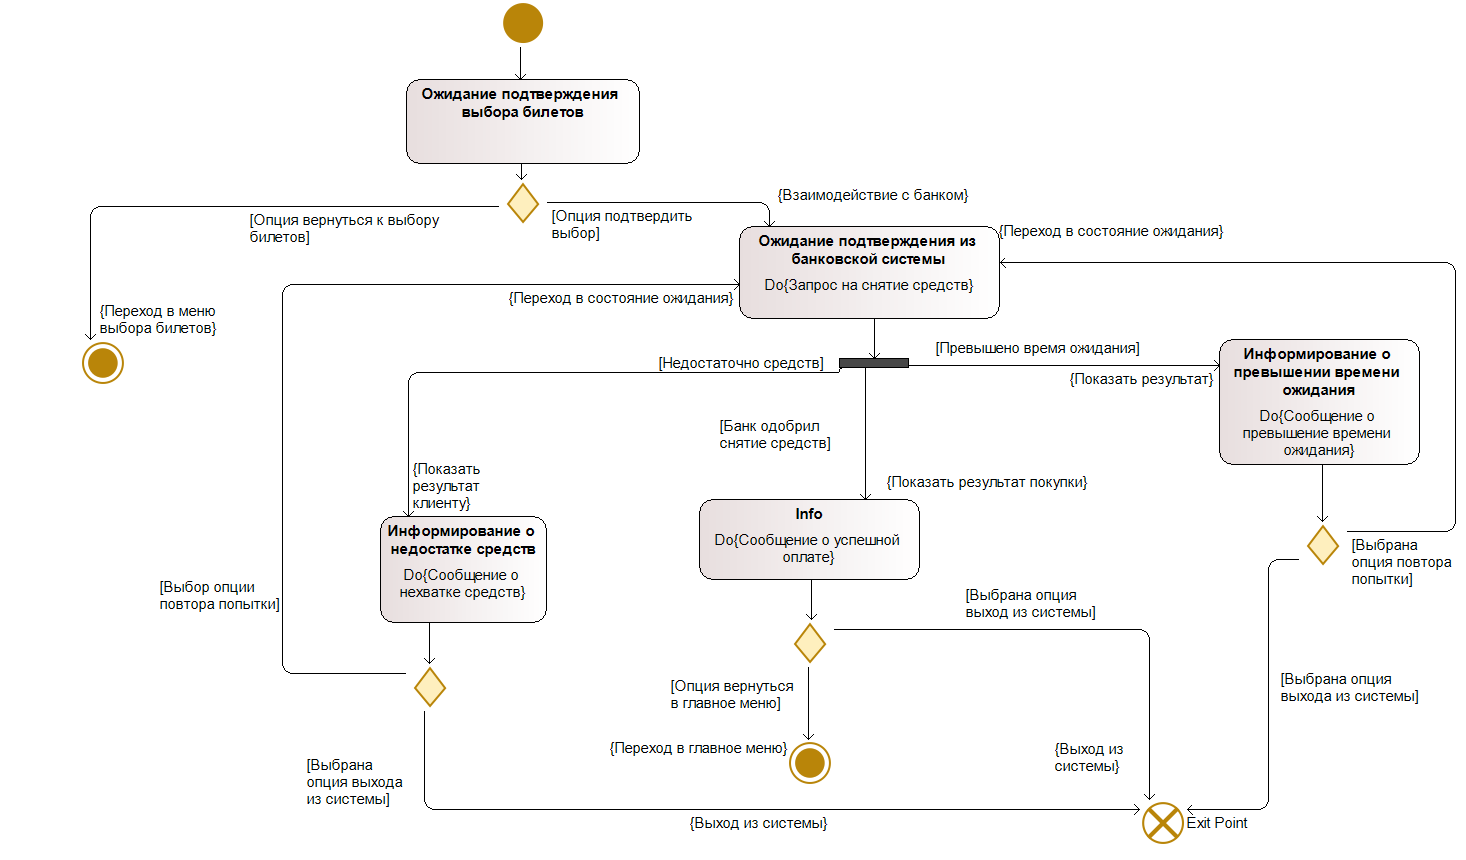 Ожидание подтверждения
выбора билетов
{Взаимодействие с банком}
[Опция вернуться к выбору
билетов]
[Опция подтвердить
выбор]
{Переход в состояние ожидания}
Ожидание подтверждения из
банковской системы
Do{Запрос на снятие средств}
{Переход в состояние ожидания}
{Переход в меню
выбора билетов}
[Недостаточно средств]
[Превышено время ожидания]
{Показать результат}
Информирование о
превышении времени
ожидания
Do{Сообщение о
превышение времени
ожидания}
[Банк одобрил
снятие средств]
{Показать
результат
клиенту}
{Показать результат покупки}
Info
Do{Сообщение о успешной
оплате}
Информирование о
недостатке средств
Do{Сообщение о
нехватке средств}
[Выбрана
опция повтора
попытки]
[Выбор опции
повтора попытки]
[Выбрана опция
выход из системы]
[Опция вернуться
в главное меню]
[Выбрана опция
выхода из системы]
{Переход в главное меню}
{Выход из
системы}
[Выбрана
опция выхода
из системы]
{Выход из системы}
Exit Point